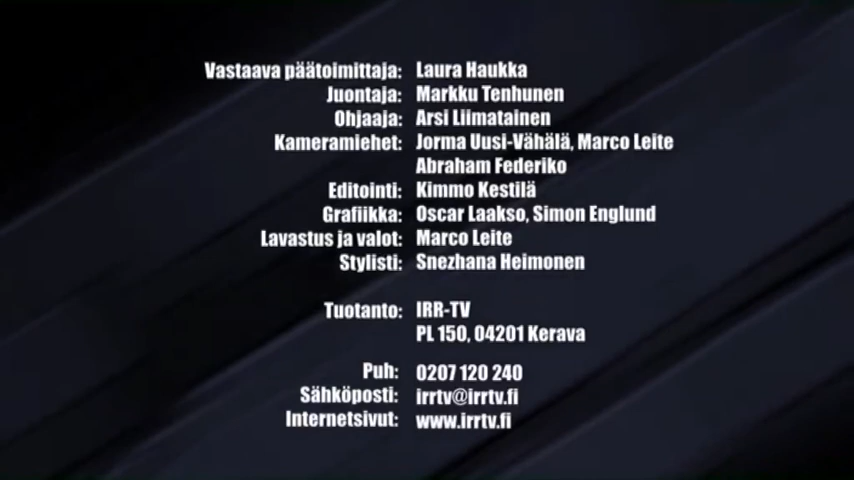 Vastaava päätoimittaja: Laura Haukka
Juontaja: Markku Tenhunen
Ohjaaja: Arsi Liimatainen
Kameramiehet: Jorma Uusi-Vähälä, Marco Leite
Abraham Federiko
Editointi: Kimmo Kestilä
Grafiikka: Oscar Laakso, Simon Englund
Lavastus ja valot: Marco Leite
Stylisti: Snezhana Heimonen
Tuotanto: IRR-TV
PL 150, 04201 Kerava
Puh: 0207 120 240
Sähköposti: irrtv@irrtv.fi
Internetsivut: www.irrtv.fi